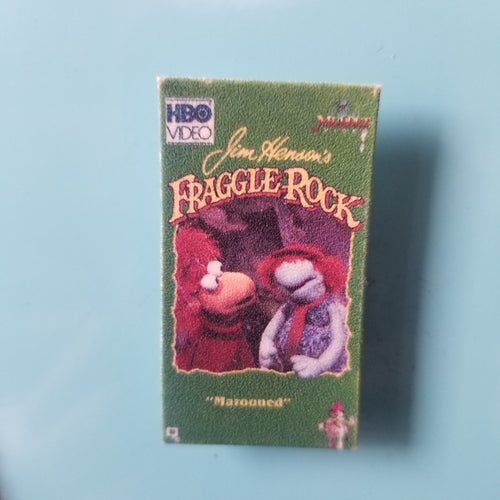 HBO
VIDEO
Jim Henson's
FRAGGLE ROCK
"Marooned"